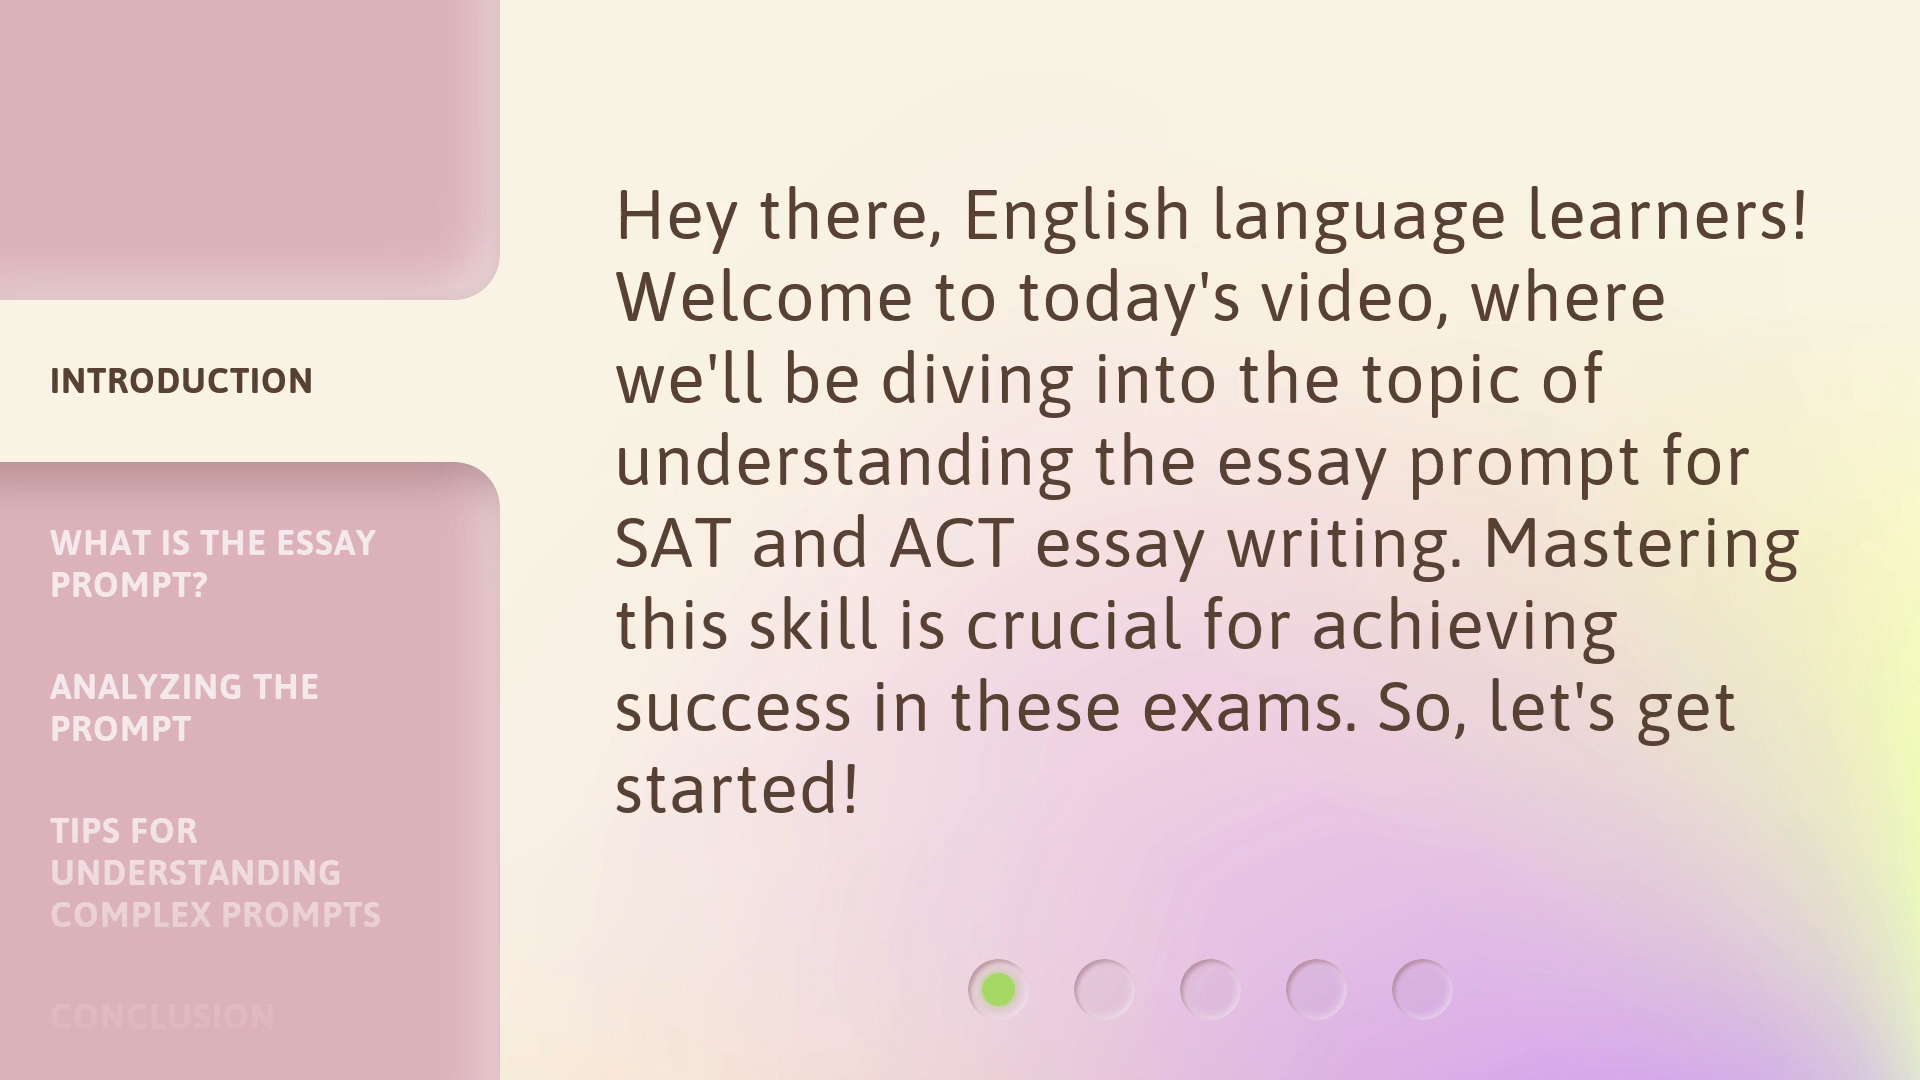 INTRODUCTION
WHAT IS THE ESSAY
PROMPT?
ANALYZING THE
PROMPT
TIPS FOR
UNDERSTANDING
COMPLEX PROMPTS
CONCLUSION
Hey there, English language learners!
Welcome to today's video, where
we'll be diving into the topic of
understanding the essay prompt for
SAT and ACT essay writing. Mastering
this skill is crucial for achieving
success in these exams. So, let's get
started!